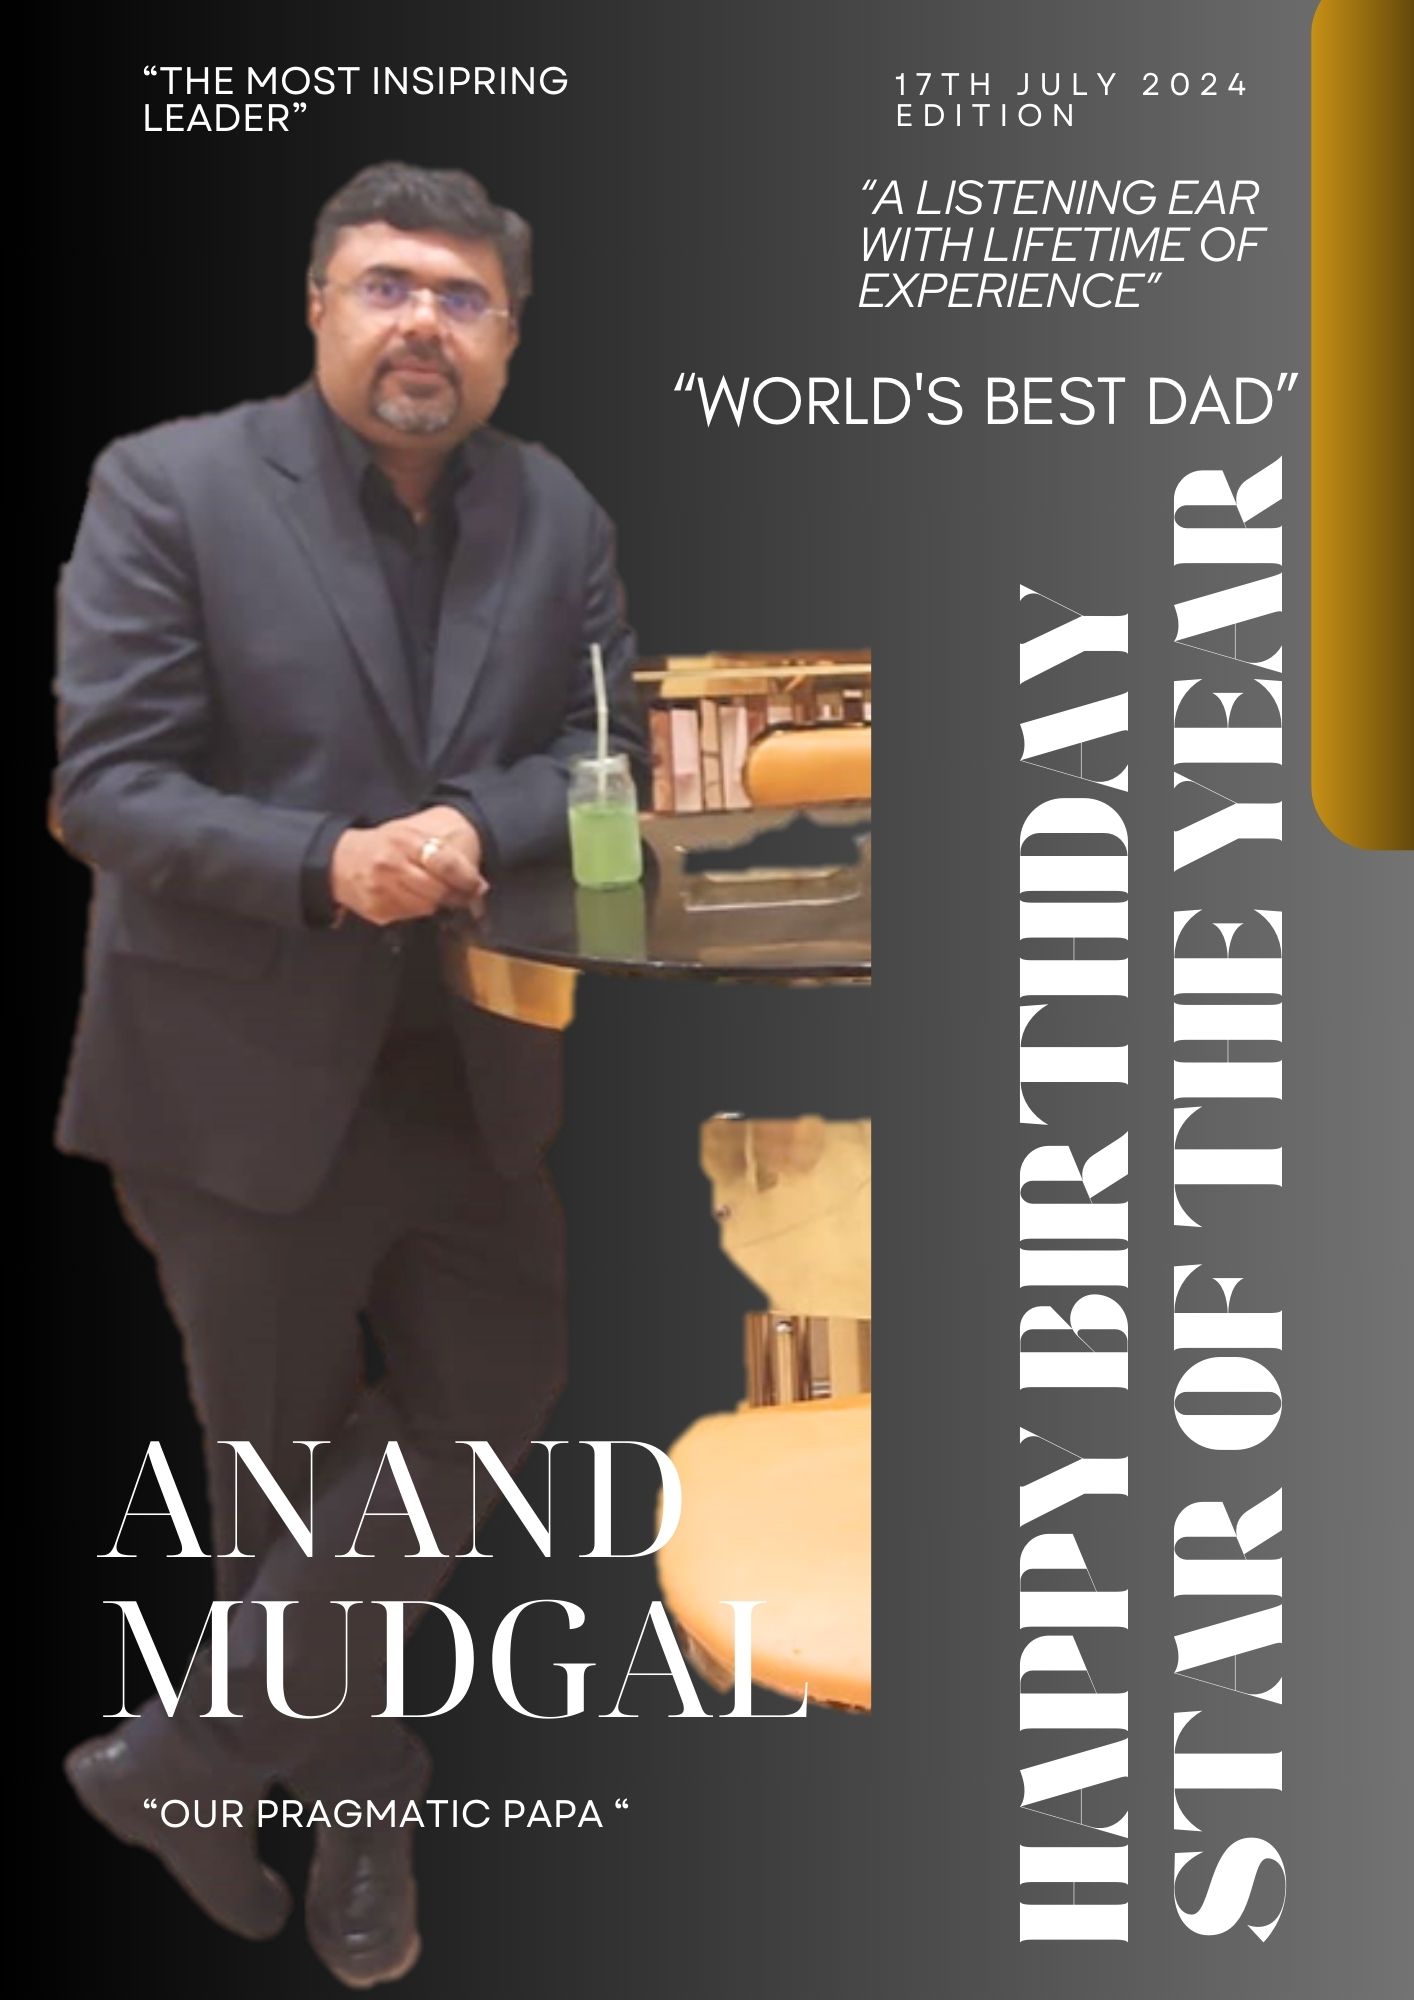 “THE MOST INSIPRING
LEADER”
17TH JULY 2024
EDITION
“A LISTENING EAR
WITH LIFETIME OF
EXPERIENCE”
“WORLD'S BEST DAD”
HAPPY BIRTHDAY
STAR OF THE YEAR
ANAND
MUDGAL
“OUR PRAGMATIC PAPA “